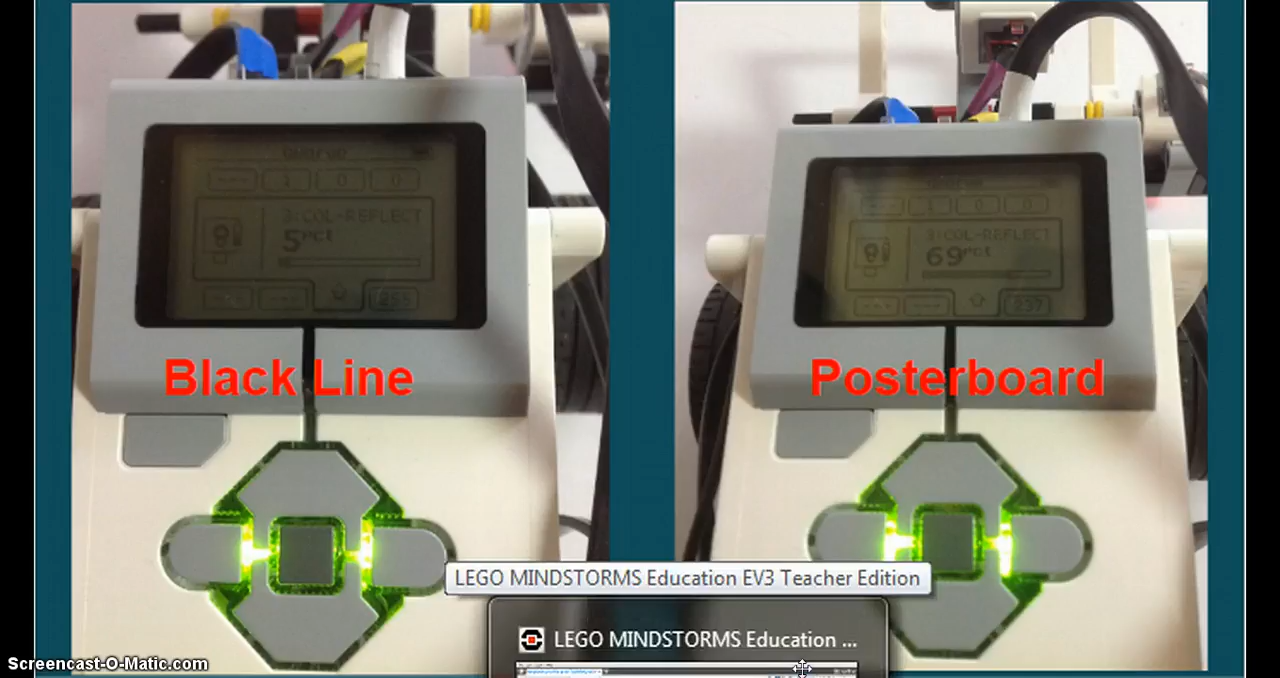 3:COL-REFLECT
5PCt
Black Line
3:COL-REFLECT
69PCt
237
Posterboard
LEGO MINDSTORMS Education EV3 Teacher Edition
LEGO MINDSTORMS Education ...
Screencast-O-Matic.com